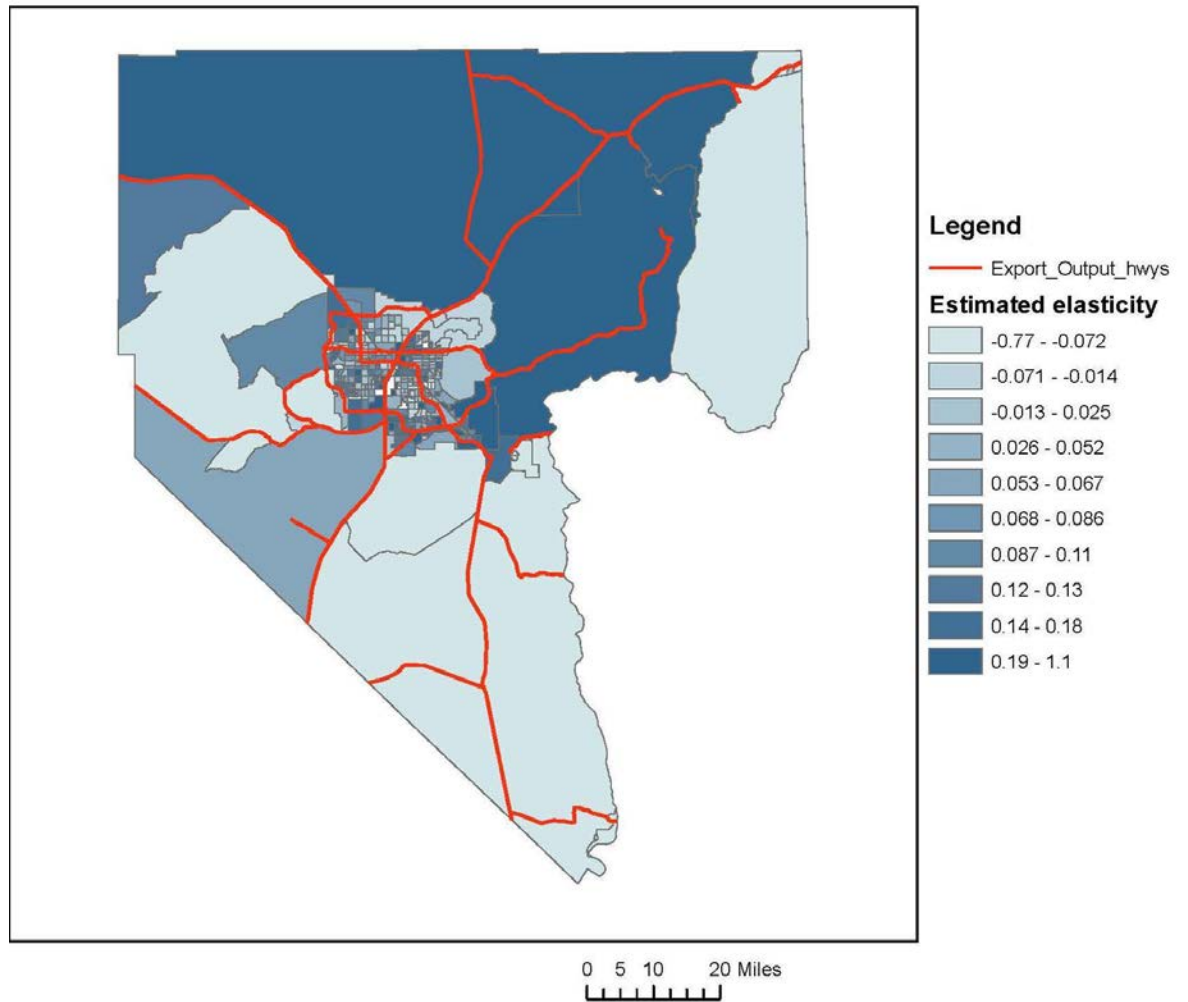 Legend
Export_Output_hwys
Estimated elasticity
-0.77 - -0.072
-0.071 - -0.014
-0.013 - 0.025
0.026 - 0.052
0.053 - 0.067
0.068 - 0.086
0.087 - 0.11
0.12 - 0.13
0.14 - 0.18
0.19 - 1.1
0 5 10 20 Miles